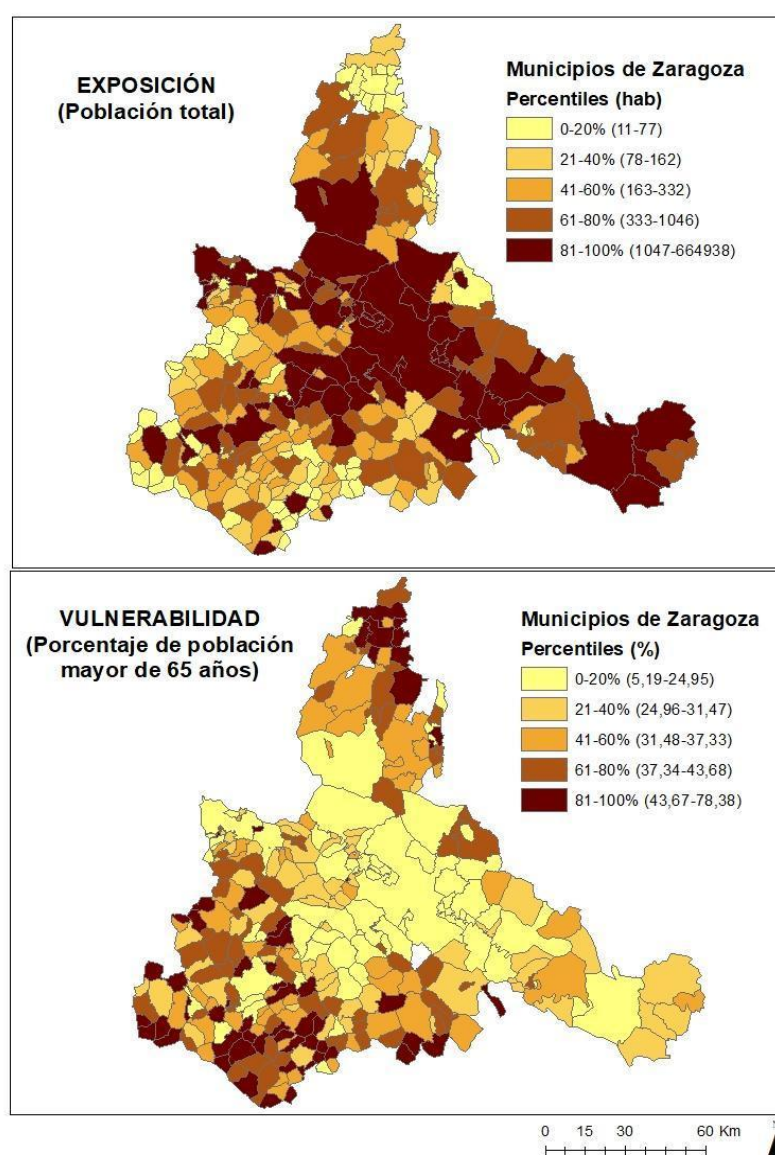 EXPOSICIÓN
(Población total)
Municipios de Zaragoza
Percentiles (hab)
0-20% (11-77)
21-40% (78-162)
41-60% (163-332)
61-80% (333-1046)
81-100% (1047-664938)
VULNERABILIDAD
(Porcentaje de población
mayor de 65 años)
Municipios de Zaragoza
Percentiles (%)
0-20% (5,19-24,95)
21-40% (24,96-31,47)
41-60% (31,48-37,33)
61-80% (37,34-43,68)
81-100% (43,67-78,38)
0 15 30 60 Km